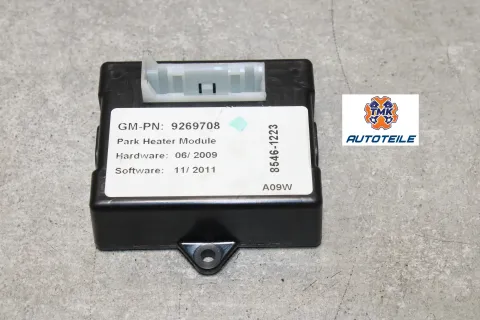 GM-PN: 9269708
Park Heater Module
Hardware: 06/ 2009
Software: 11/ 2011
8546-1223
A09W
TMK
AUTOTEILE